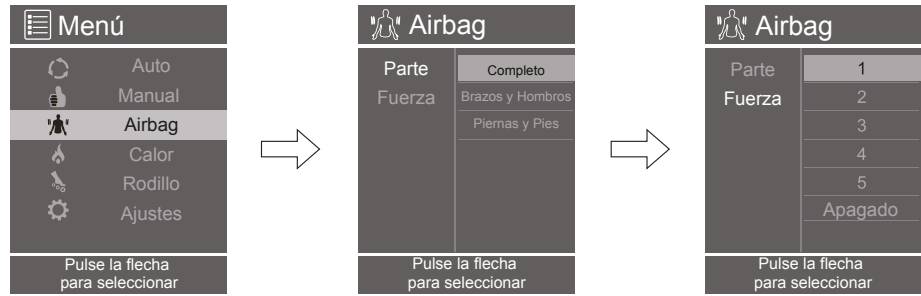 Menú
Auto
Manual
Airbag
Calor
Rodillo
Ajustes
Pulse la flecha
para seleccionar
Airbag
Parte
Fuerza
Completo
Brazos y Hombros
Piernas y Pies
Pulse la flecha
para seleccionar
Airbag
Parte
Fuerza
1
2
3
4
5
Apagado
Pulse la flecha
para seleccionar